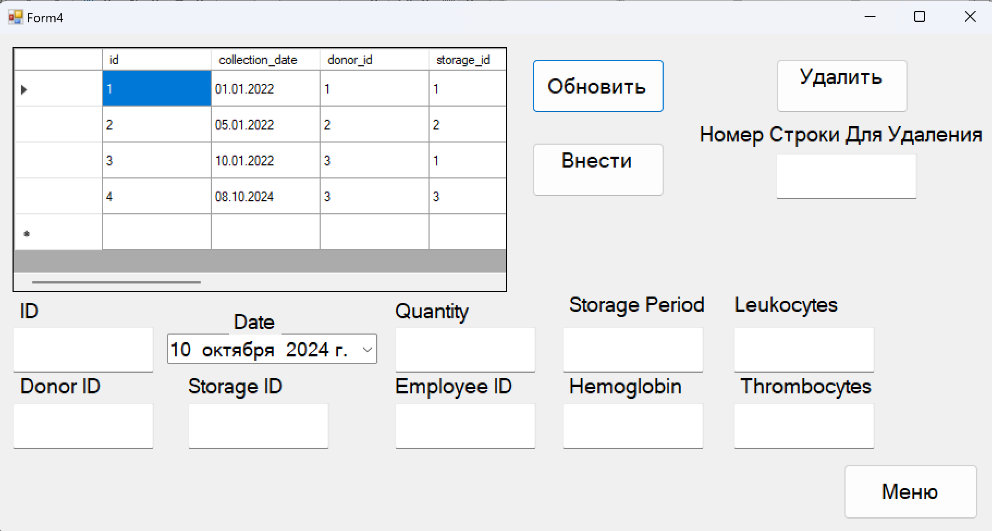 Form4
id collection_date donor_id storage_id
1 01.01.2022 1 1
2 05.01.2022 2 2
3 10.01.2022 3 1
4 08.10.2024 3 3
Обновить
Удалить
Номер Строки Для Удаления
Внести
ID
Date
Quantity
Storage Period
Leukocytes
10 октября 2024 г.
Donor ID
Storage ID
Employee ID
Hemoglobin
Thrombocytes
Меню